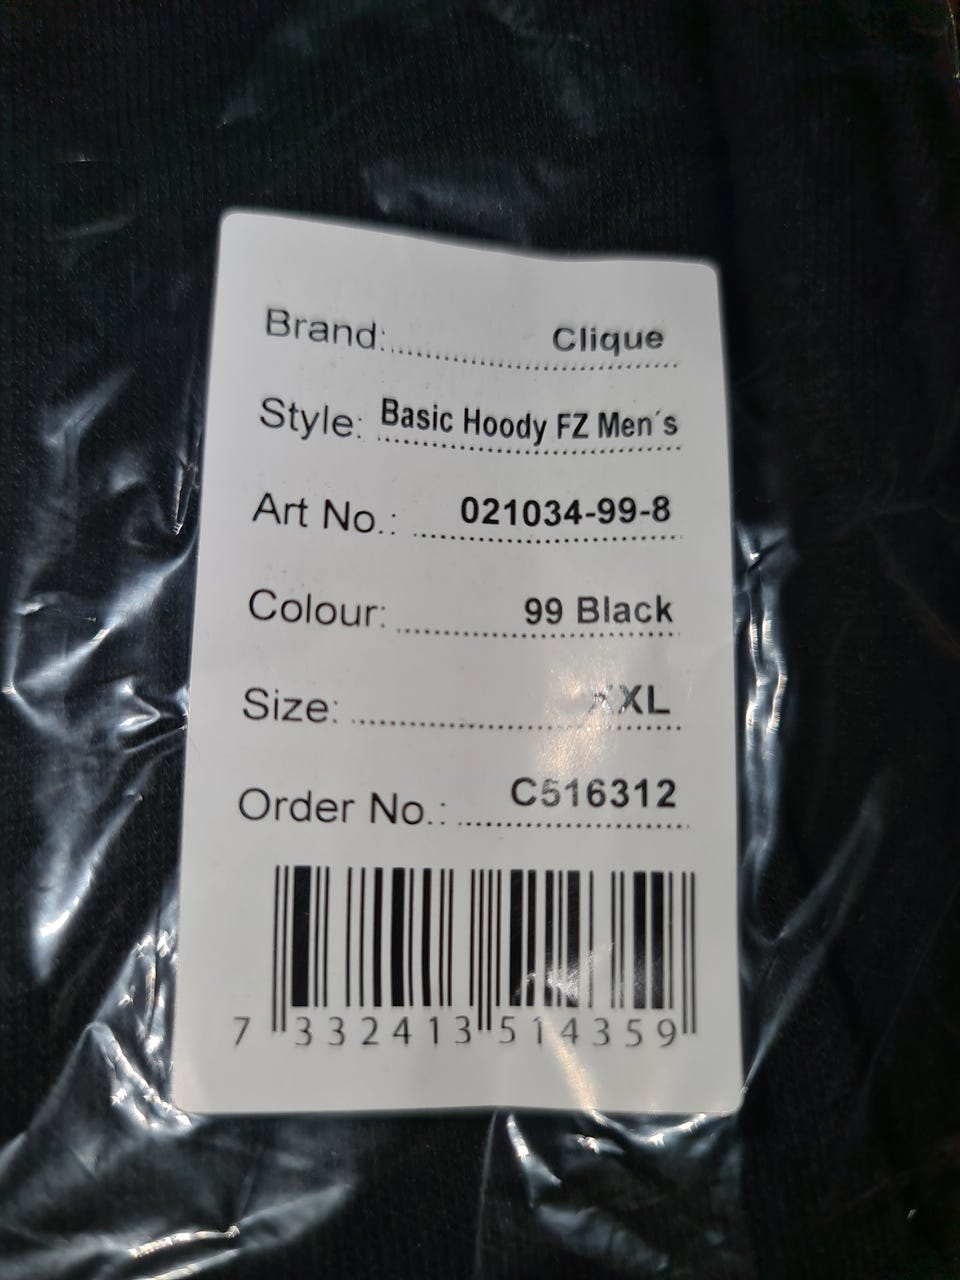 Brand: Clique
Style: Basic Hoody FZ Men´s
Art No.: 021034-99-8
Colour: 99 Black
Size: XXL
Order No.: C516312
7 332413 514359